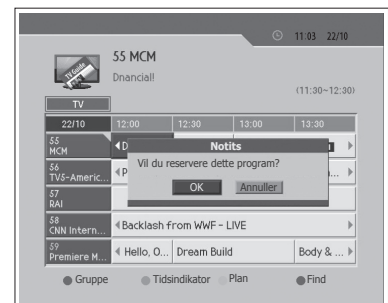 11:03 22/10
TV Guide
55 MCM
Dnancial!
(11:30~12:30)
TV
22/10 12:00 12:30 13:00 13:30
55
MCM
D
Notits
Vil du reservere dette program?
OK Annuller
56
TV5-Americ...
P
...
57
RAI
58
CNN Intern...
Backlash from WWF - LIVE
59
Premiere M...
Hello, O... Dream Build Body & ...
Gruppe Tidsindikator Plan Find